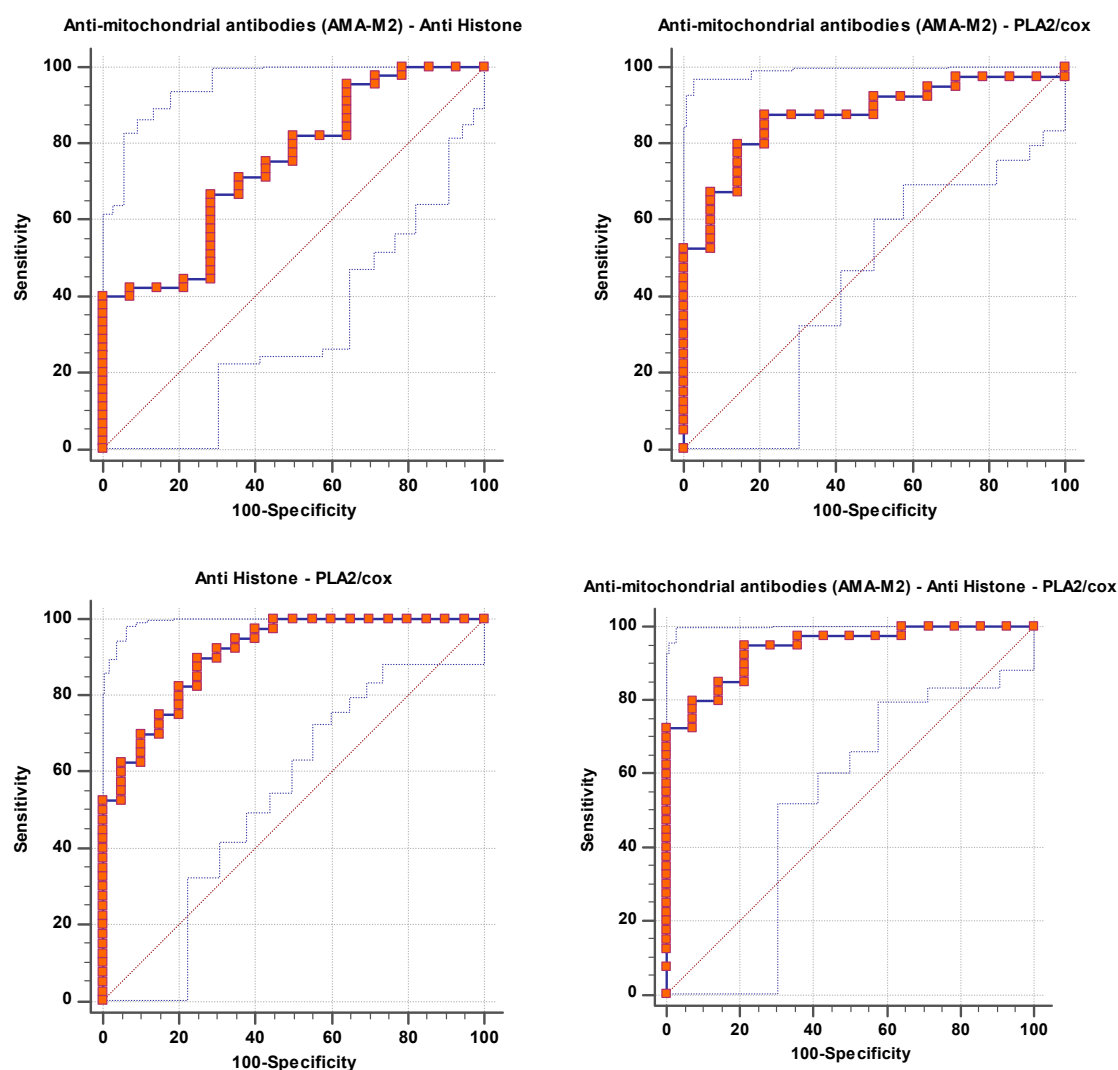 Anti-mitochondrial antibodies (AMA-M2) - Anti Histone
100
80
60
40
20
0
Sensitivity
0 20 40 60 80 100
100-Specificity
Anti-mitochondrial antibodies (AMA-M2) - PLA2/cox
100
80
60
40
20
0
Sensitivity
0 20 40 60 80 100
100-Specificity
Anti Histone - PLA2/cox
100
80
60
40
20
0
Sensitivity
0 20 40 60 80 100
100-Specificity
Anti-mitochondrial antibodies (AMA-M2) - Anti Histone - PLA2/cox
100
80
60
40
20
0
Sensitivity
0 20 40 60 80 100
100-Specificity